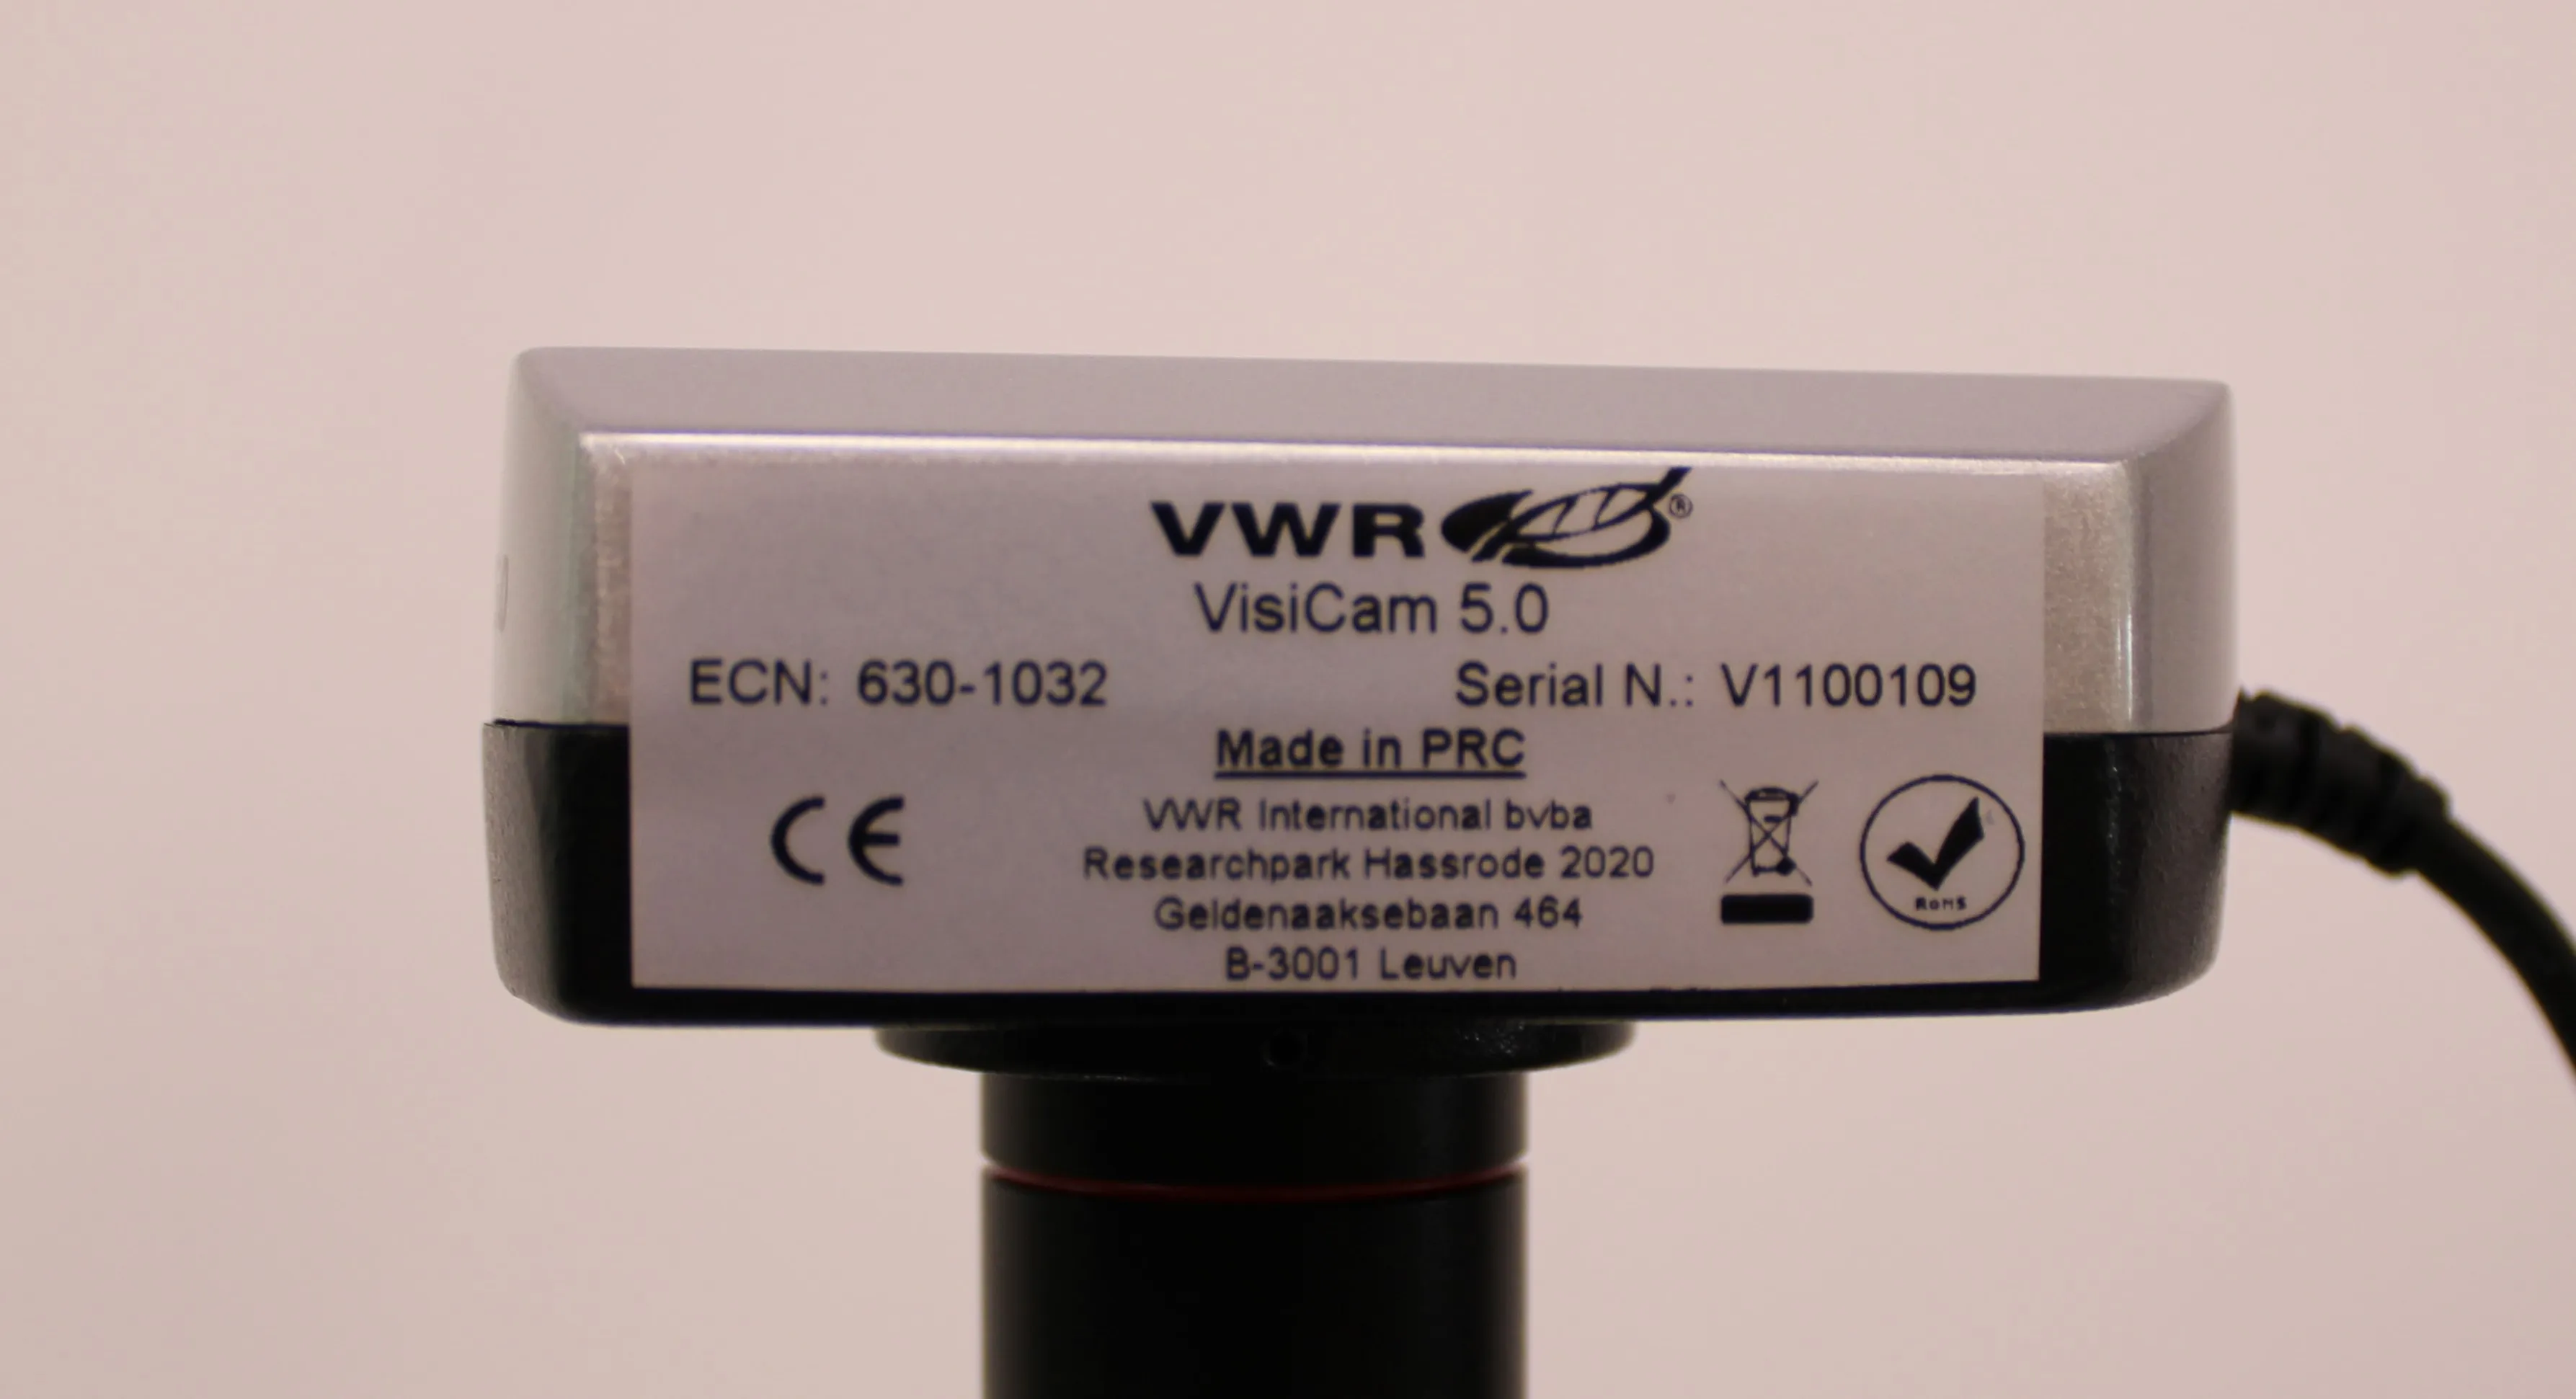 VWR ®
VisiCam 5.0
ECN: 630-1032
Serial N.: V1100109
Made in PRC
CE
VWR International bvba
Researchpark Hassrode 2020
Geldenaaksebaan 464
B-3001 Leuven
RoHS